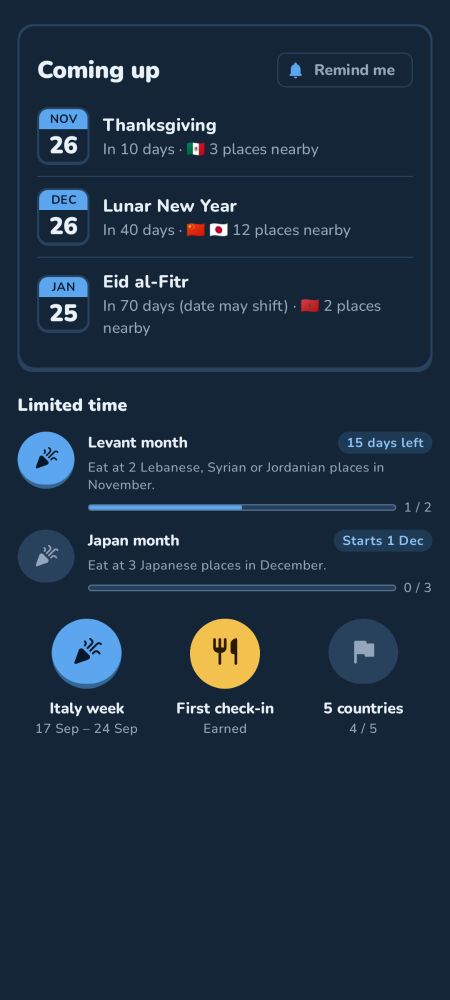 Coming up
Remind me
NOV
26
Thanksgiving
In 10 days · 🇲🇽 3 places nearby
DEC
26
Lunar New Year
In 40 days · 🇨🇳 🇯🇵 12 places nearby
JAN
25
Eid al-Fitr
In 70 days (date may shift) · 🇲🇦 2 places
nearby
Limited time
Levant month
15 days left
Eat at 2 Lebanese, Syrian or Jordanian places in
November.
1 / 2
Japan month
Starts 1 Dec
Eat at 3 Japanese places in December.
0 / 3
Italy week
17 Sep – 24 Sep
First check-in
Earned
5 countries
4 / 5